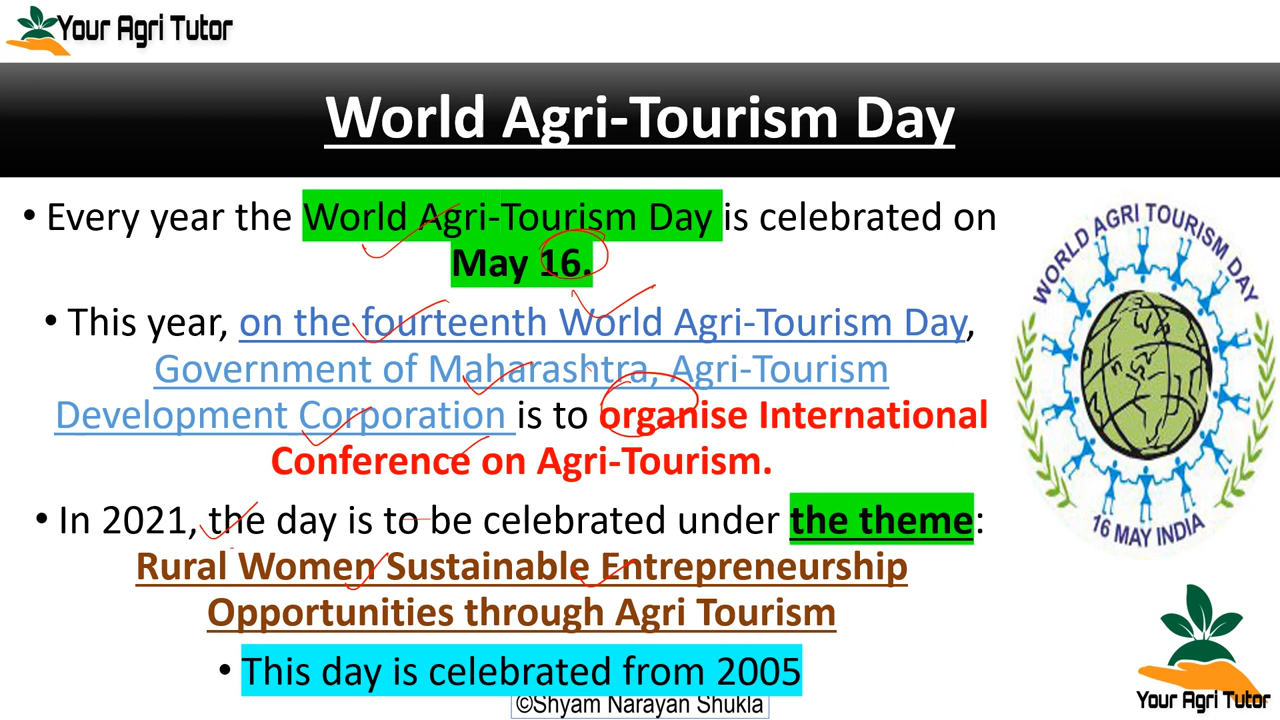 Your Agri Tutor
World Agri-Tourism Day
• Every year the World Agri-Tourism Day is celebrated on
May 16.
• This year, on the fourteenth World Agri-Tourism Day,
Government of Maharashtra, Agri-Tourism
Development Corporation is to organise International
Conference on Agri-Tourism.
• In 2021, the day is to be celebrated under the theme:
Rural Women Sustainable Entrepreneurship
Opportunities through Agri Tourism
• This day is celebrated from 2005
©Shyam Narayan Shukla
WORLD AGRI TOURISM DAY
16 MAY INDIA
Your Agri Tutor